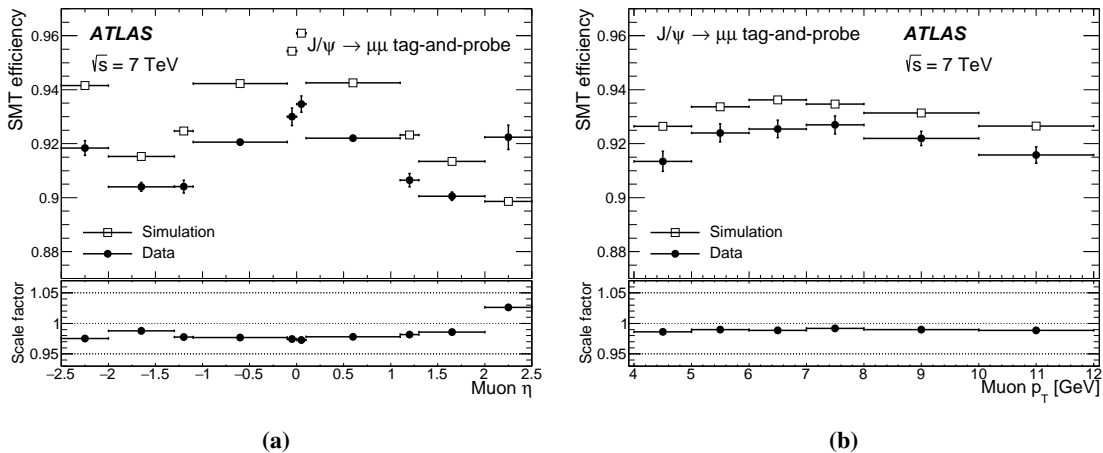 SMT efficiency
0.96
0.94
0.92
0.9
0.88
ATLAS
√s = 7 TeV
J/ψ → μμ tag-and-probe
Simulation
Data
Scale factor
1.05
1
0.95
−2.5 −2 −1.5 −1 −0.5 0 0.5 1 1.5 2 2.5
Muon η
(a)
SMT efficiency
0.96
0.94
0.92
0.9
0.88
J/ψ → μμ tag-and-probe
ATLAS
√s = 7 TeV
Simulation
Data
Scale factor
1.05
1
0.95
4 5 6 7 8 9 10 11 12
Muon p_T [GeV]
(b)